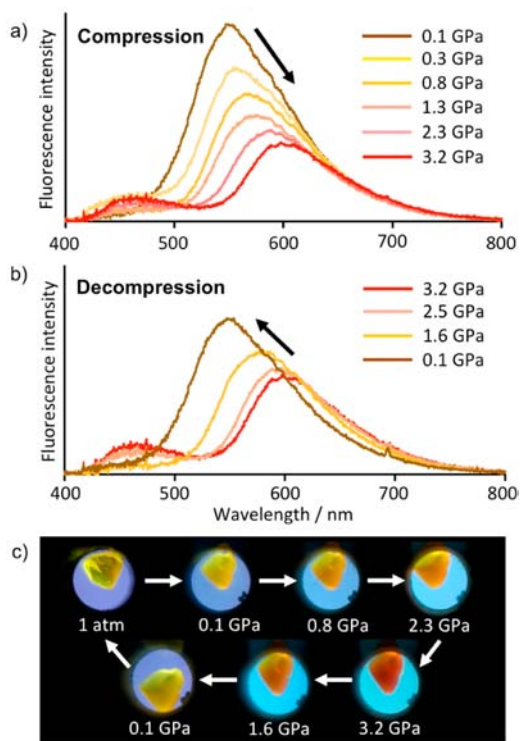 a)
Compression
Fluorescence intensity
0.1 GPa
0.3 GPa
0.8 GPa
1.3 GPa
2.3 GPa
3.2 GPa
400 500 600 700 800
b)
Decompression
Fluorescence intensity
3.2 GPa
2.5 GPa
1.6 GPa
0.1 GPa
400 500 600 700 800
Wavelength / nm
c)
1 atm 0.1 GPa 0.8 GPa 2.3 GPa
0.1 GPa 1.6 GPa 3.2 GPa